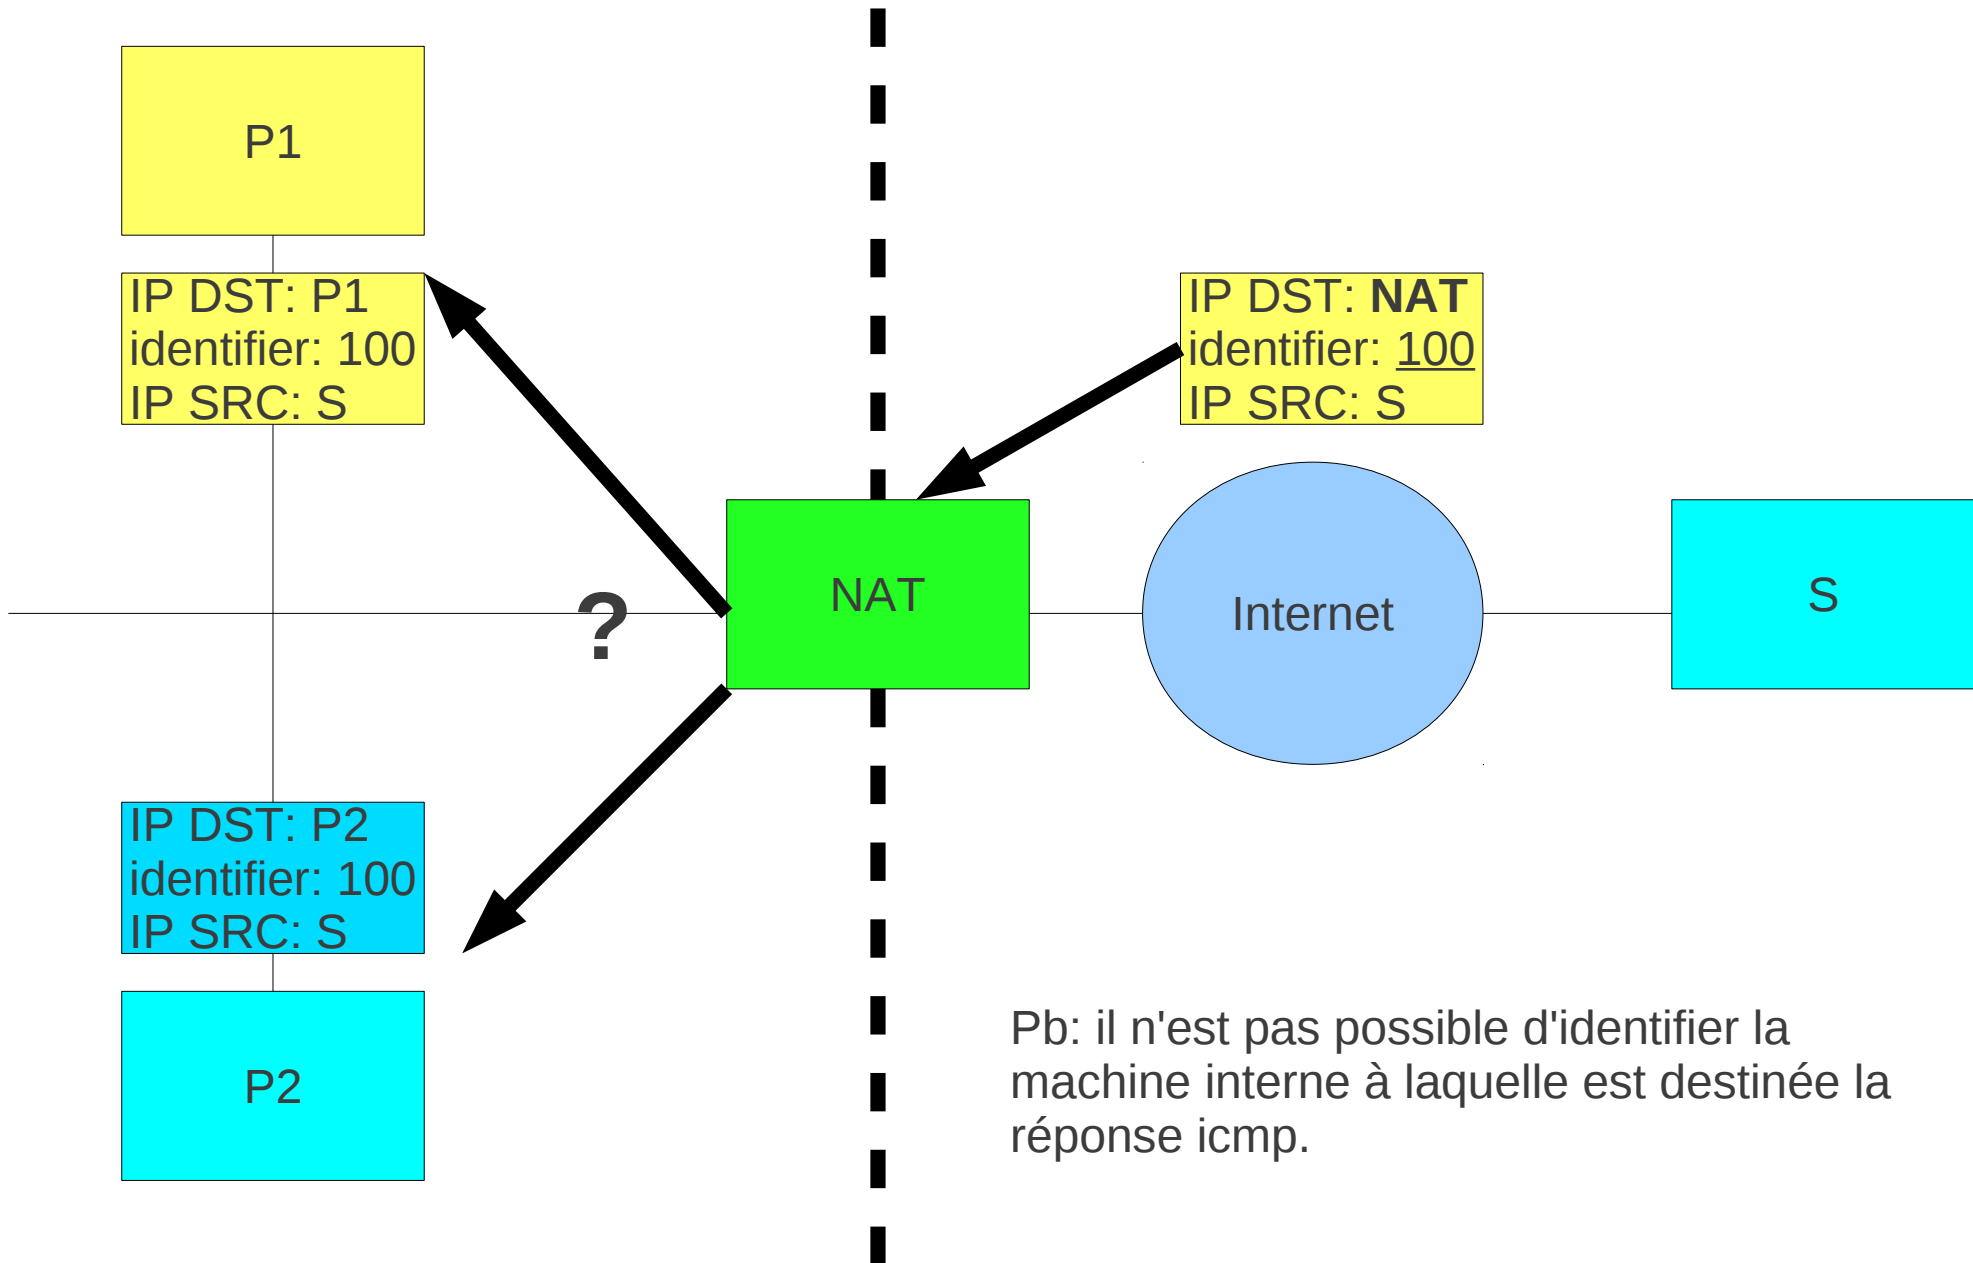 P1
IP DST: P1
identifier: 100
IP SRC: S
IP DST: NAT
identifier: 100
IP SRC: S
NAT
Internet
S
?
IP DST: P2
identifier: 100
IP SRC: S
P2
Pb: il n'est pas possible d'identifier la
machine interne à laquelle est destinée la
réponse icmp.